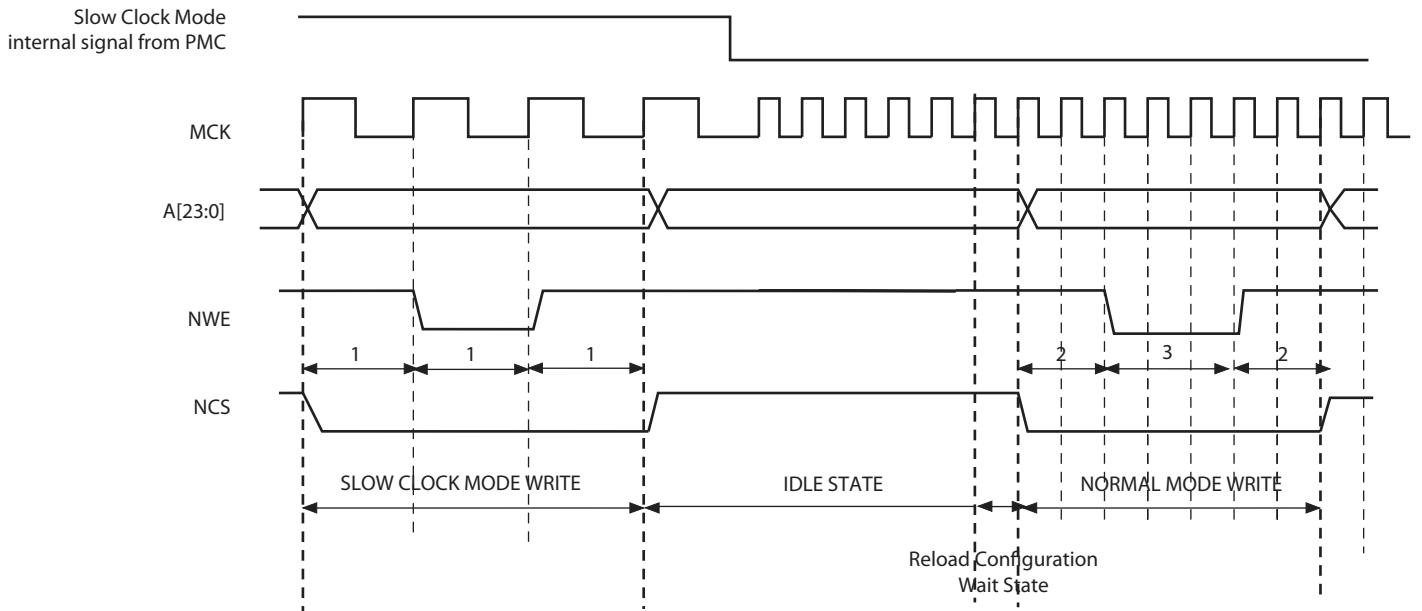 Slow Clock Mode
internal signal from PMC
MCK
A[23:0]
NWE
1 1 1 2 3 2
NCS
SLOW CLOCK MODE WRITE IDLE STATE NORMAL MODE WRITE
Reload Configuration
Wait State